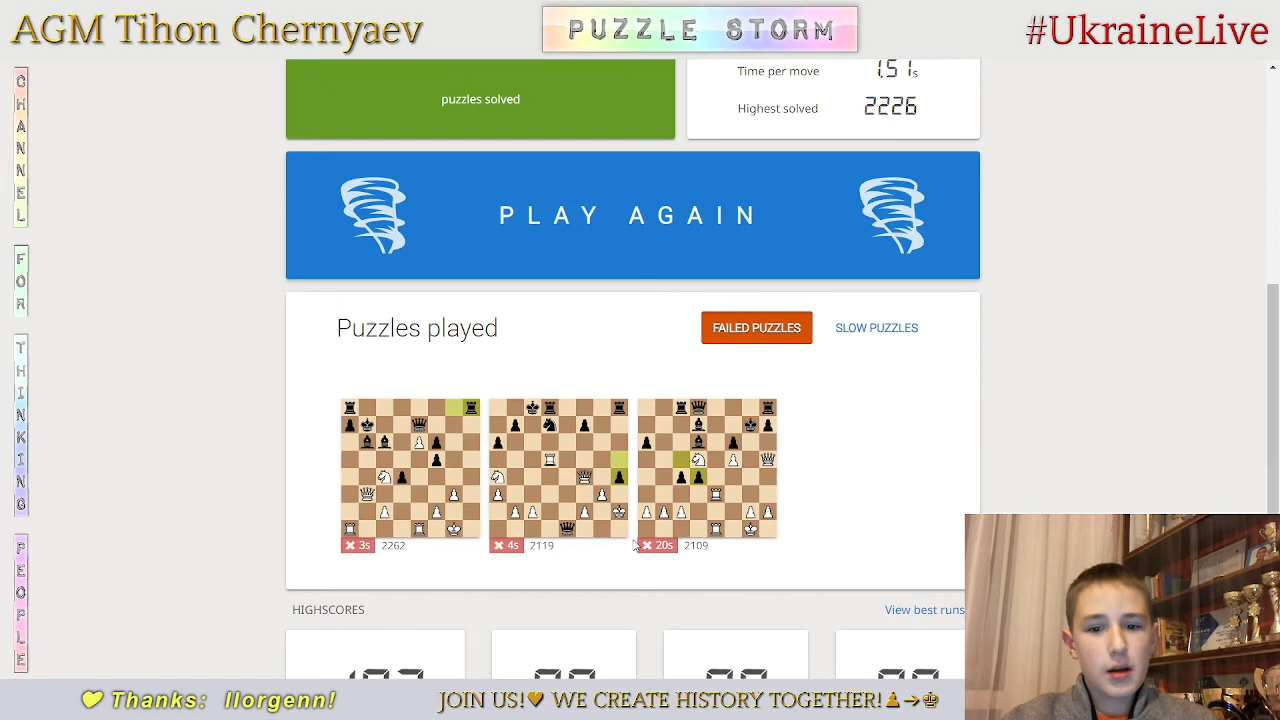 AGM Tihon Chernyaev
PUZZLE STORM
#UkraineLive
CHANNEL
FOR
THINKING
PEOPLE
puzzles solved
Time per move 1.51s
Highest solved 2226
PLAY AGAIN
Puzzles played
FAILED PUZZLES
SLOW PUZZLES
3s 2262
4s 2119
20s 2109
HIGHSCORES
View best runs
Thanks: llorgenn!
JOIN US! WE CREATE HISTORY TOGETHER!